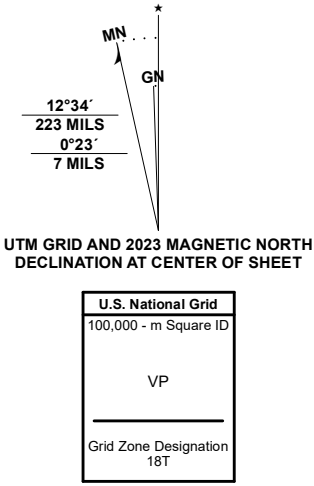 ★
MN
GN
12°34´
223 MILS
0°23´
7 MILS
UTM GRID AND 2023 MAGNETIC NORTH
DECLINATION AT CENTER OF SHEET
U.S. National Grid
100,000 - m Square ID
VP
Grid Zone Designation
18T